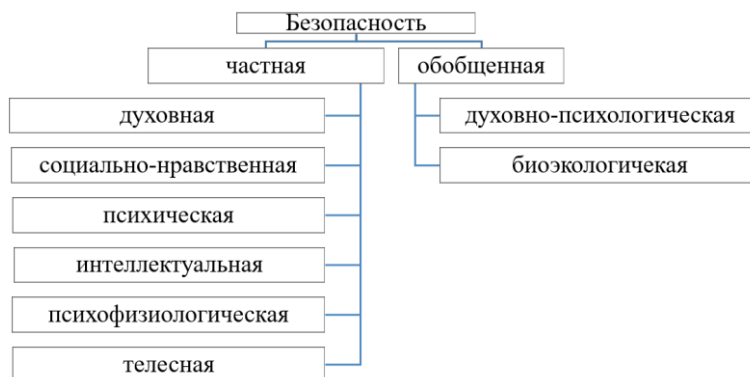 Безопасность
частная
обобщенная
духовная
социально-нравственная
психическая
интеллектуальная
психофизиологическая
телесная
духовно-психологическая
биоэкологичекая